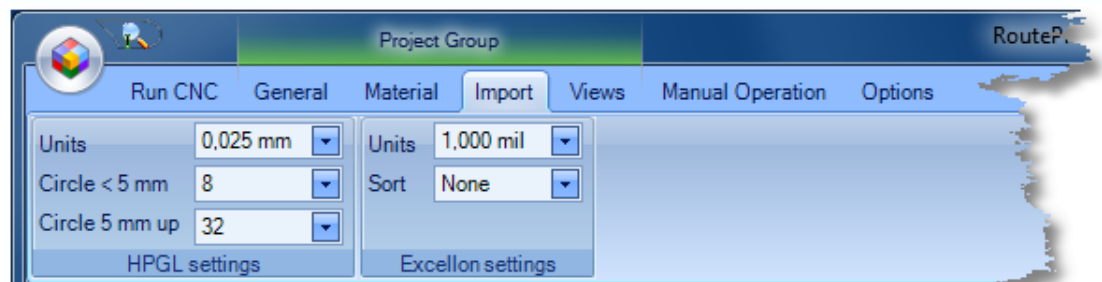 Project Group
RouteP
Run CNC General Material Import Views Manual Operation Options
Units 0,025 mm Units 1,000 mil
Circle < 5 mm 8 Sort None
Circle 5 mm up 32
HPGL settings Excellon settings